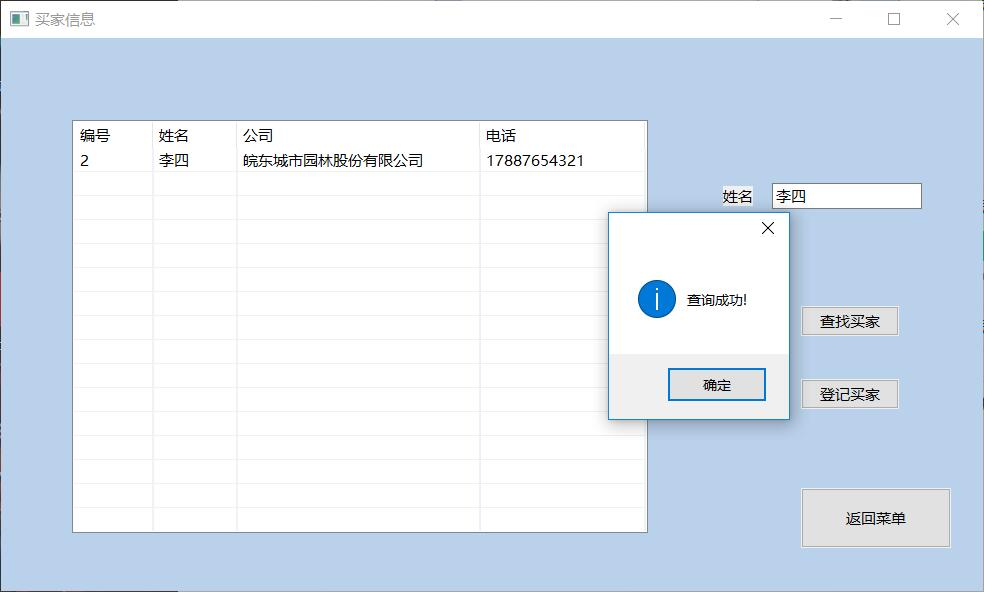 买家信息
编号 姓名 公司 电话
2 李四 皖东城市园林股份有限公司 17887654321
姓名 李四
查询成功!
确定
查找买家
登记买家
返回菜单